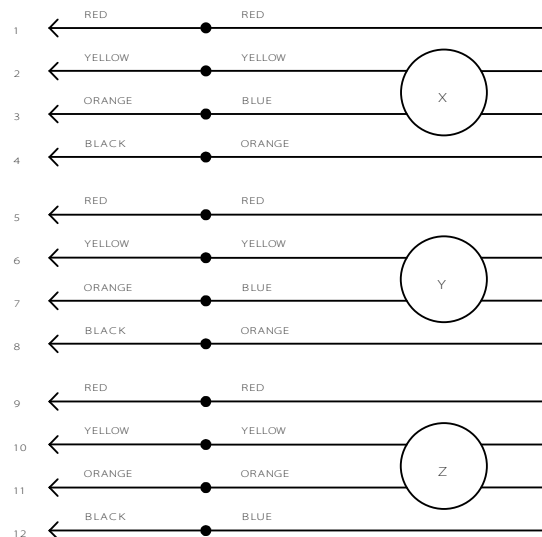 1 RED RED
2 YELLOW YELLOW
X
3 ORANGE BLUE
4 BLACK ORANGE
5 RED RED
6 YELLOW YELLOW
Y
7 ORANGE BLUE
8 BLACK ORANGE
9 RED RED
10 YELLOW YELLOW
Z
11 ORANGE ORANGE
12 BLACK BLUE